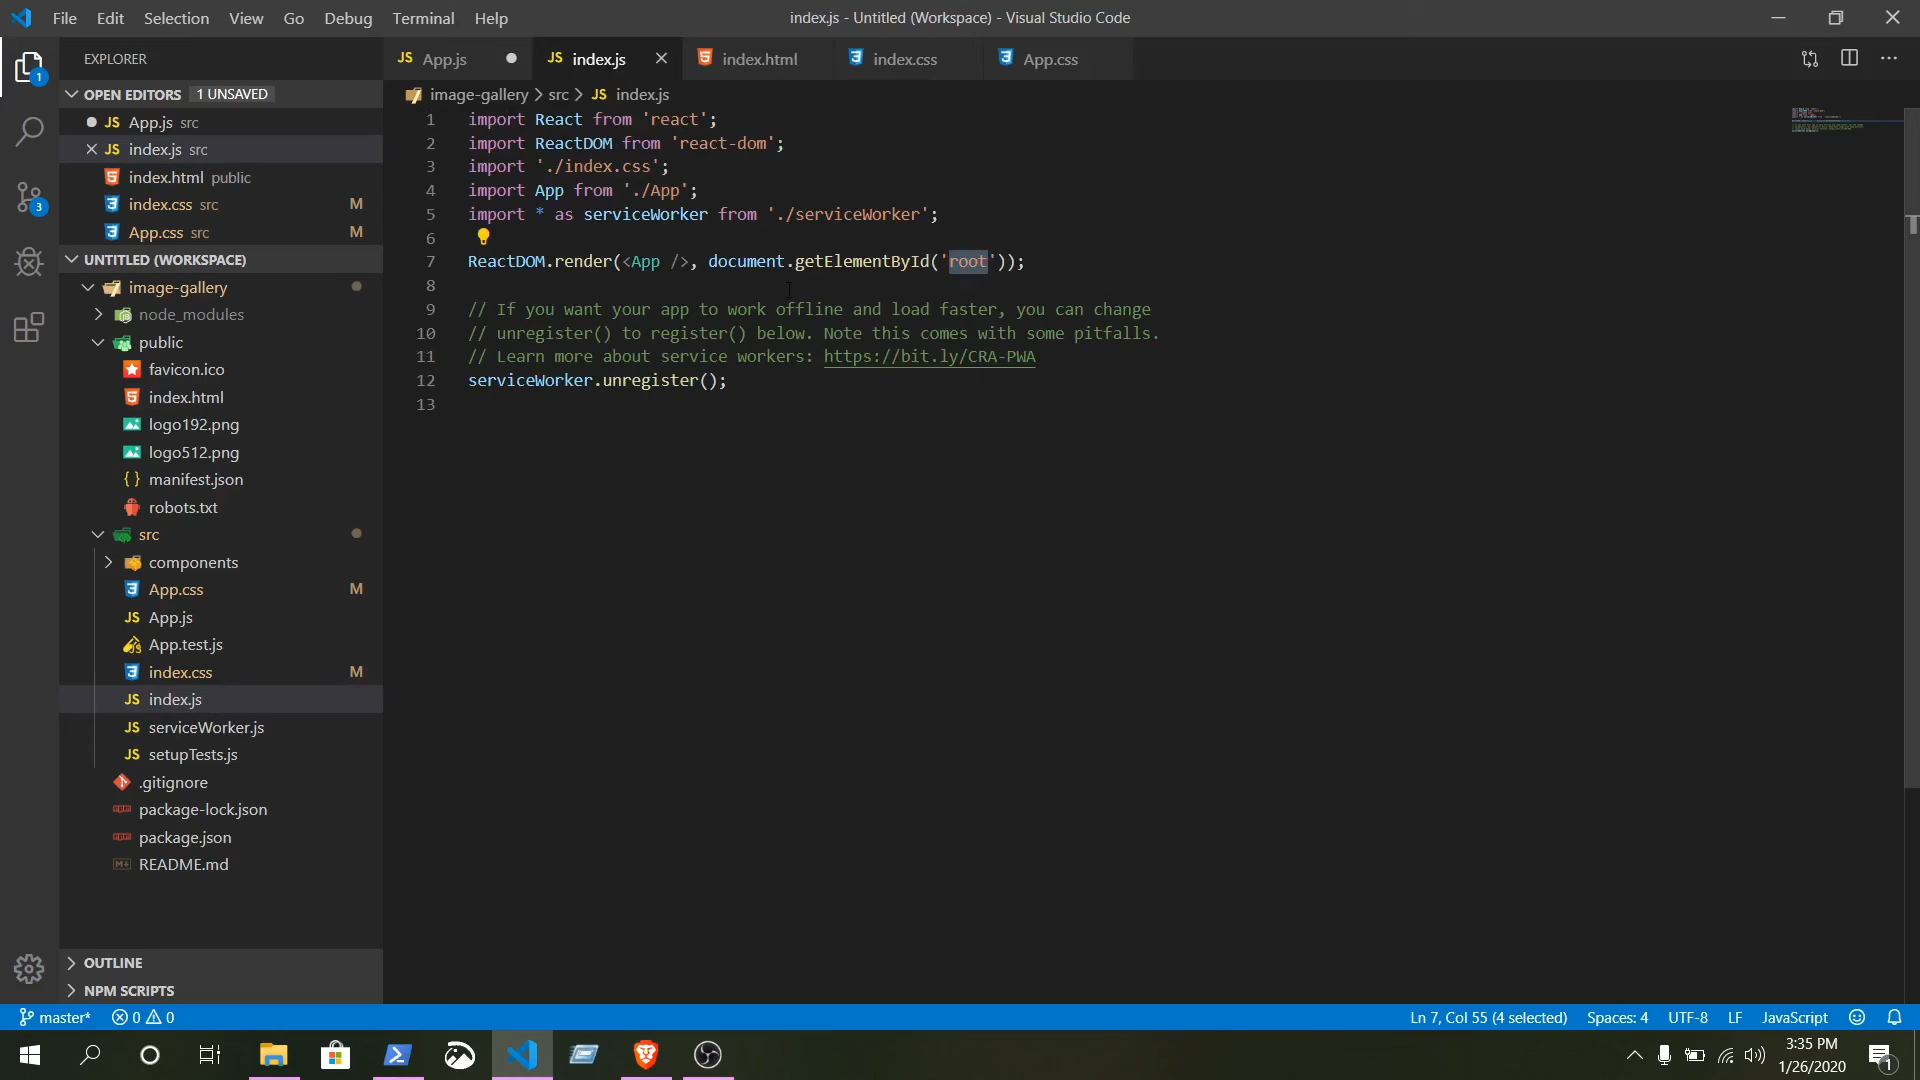 File Edit Selection View Go Debug Terminal Help
index.js - Untitled (Workspace) - Visual Studio Code
EXPLORER
JS App.js
JS index.js
index.html
index.css
App.css
OPEN EDITORS 1 UNSAVED
image-gallery > src > JS index.js
JS App.js src
JS index.js src
index.html public
index.css src M
App.css src M
UNTITLED (WORKSPACE)
image-gallery
node_modules
public
favicon.ico
index.html
logo192.png
logo512.png
{} manifest.json
robots.txt
src
components
App.css M
JS App.js
App.test.js
index.css M
JS index.js
JS serviceWorker.js
JS setupTests.js
.gitignore
package-lock.json
package.json
README.md
OUTLINE
NPM SCRIPTS
1 import React from 'react';
2 import ReactDOM from 'react-dom';
3 import './index.css';
4 import App from './App';
5 import * as serviceWorker from './serviceWorker';
6
7 ReactDOM.render(<App />, document.getElementById('root'));
8
9 // If you want your app to work offline and load faster, you can change
10 // unregister() to register() below. Note this comes with some pitfalls.
11 // Learn more about service workers: https://bit.ly/CRA-PWA
12 serviceWorker.unregister();
13
1
3
master* 0 0
Ln 7, Col 55 (4 selected) Spaces: 4 UTF-8 LF JavaScript
3:35 PM
1/26/2020
1